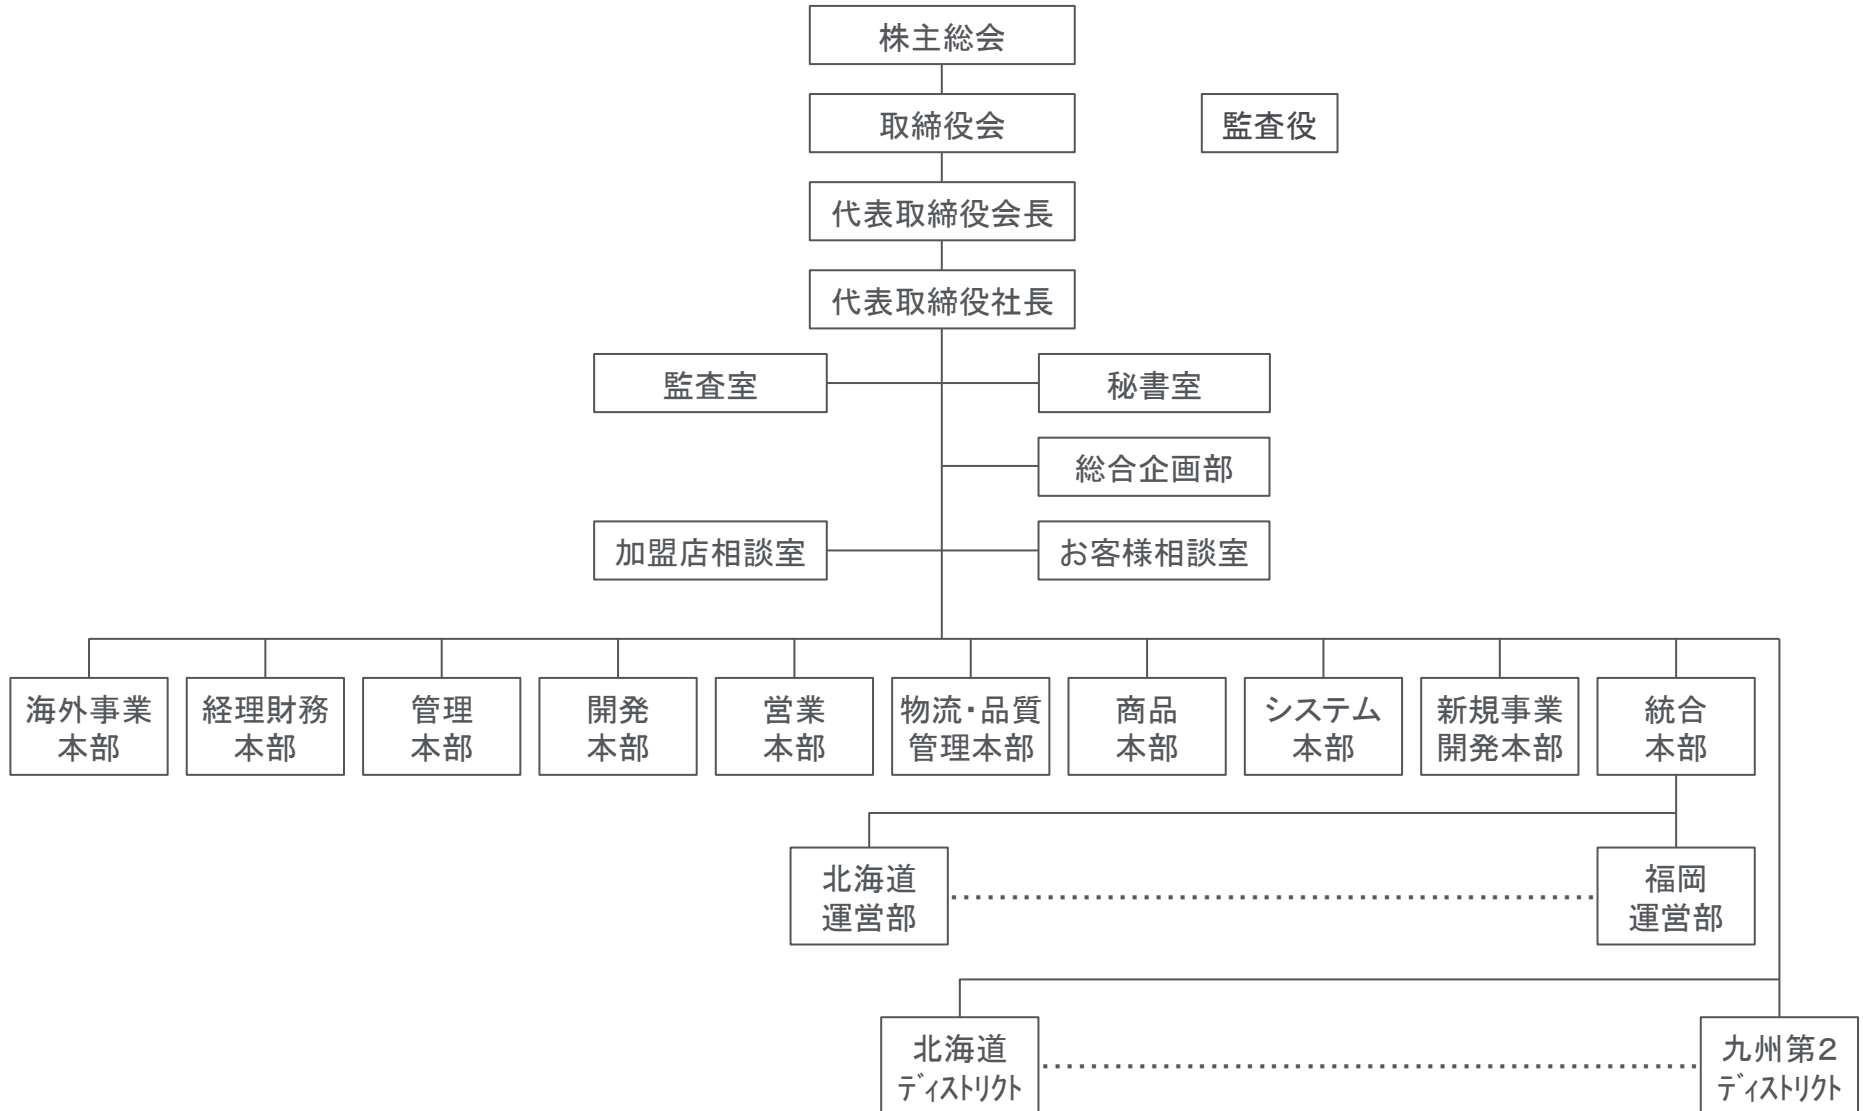 株主総会
取締役会
監査役
代表取締役会長
代表取締役社長
監査室
秘書室
総合企画部
加盟店相談室
お客様相談室
海外事業
本部
経理財務
本部
管理
本部
開発
本部
営業
本部
物流・品質
管理本部
商品
本部
システム
本部
新規事業
開発本部
統合
本部
北海道
運営部
福岡
運営部
北海道
ディストリクト
九州第2
ディストリクト